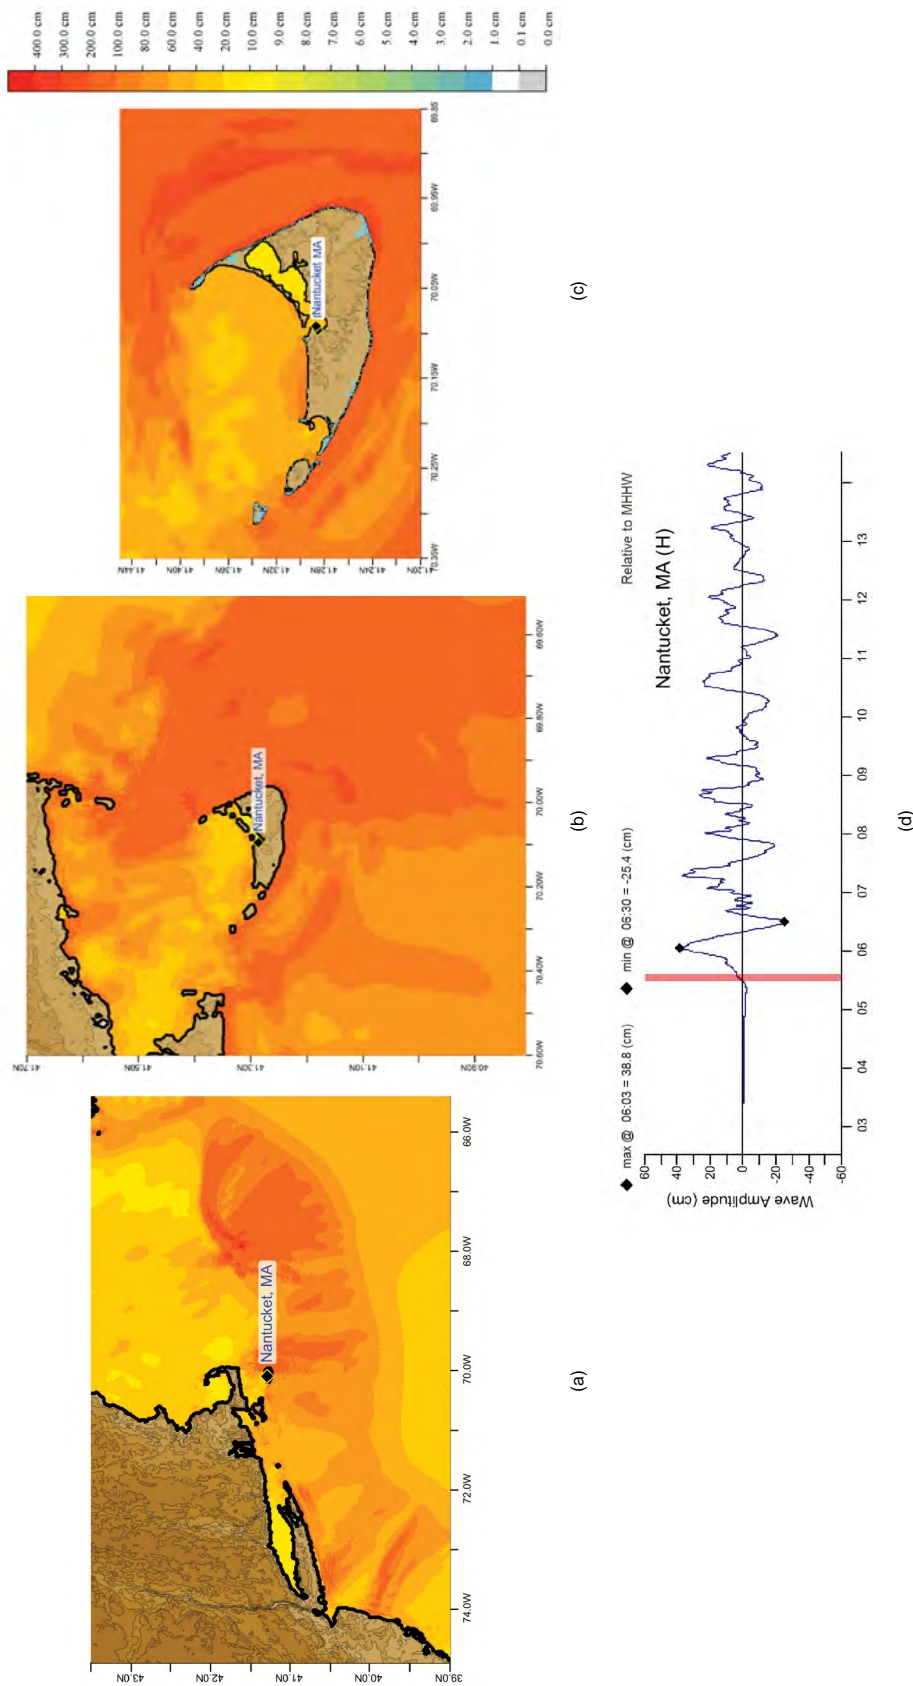 400.0 cm
300.0 cm
200.0 cm
100.0 cm
80.0 cm
60.0 cm
40.0 cm
20.0 cm
10.0 cm
9.0 cm
8.0 cm
7.0 cm
6.0 cm
5.0 cm
4.0 cm
3.0 cm
2.0 cm
1.0 cm
0.1 cm
0.0 cm
43.0N
42.0N
41.0N
40.0N
39.0N
74.0W
72.0W
70.0W
68.0W
66.0W
Nantucket, MA
(a)
41.70N
41.50N
41.30N
41.10N
40.90N
70.60W
70.40W
70.20W
70.00W
69.80W
69.60W
Nantucket, MA
(b)
41.44N
41.40N
41.36N
41.32N
41.28N
41.24N
41.20N
70.35W
70.25W
70.15W
70.05W
69.95W
69.85
Nantucket MA
(c)
max @ 06:03 = 38.8 (cm)
min @ 06:30 = -25.4 (cm)
Relative to MHHW
Nantucket, MA (H)
Wave Amplitude (cm)
60
40
20
0
-20
-40
-60
03
04
05
06
07
08
09
10
11
12
13
(d)